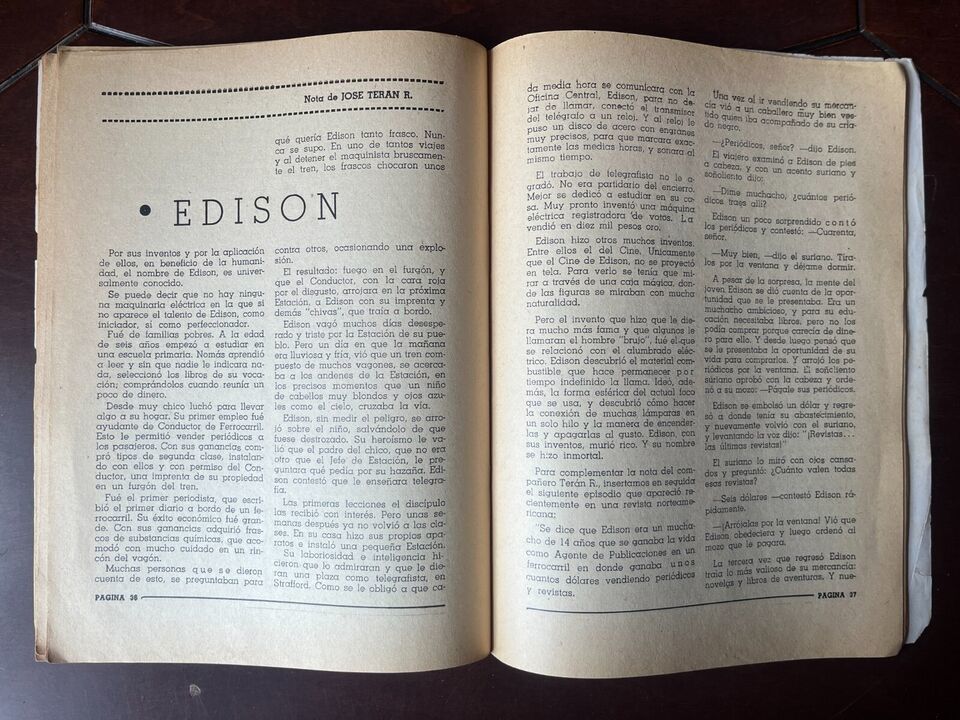 Nota de JOSE TERAN R.
• EDISON
Por sus inventos y por la aplicación
de ellos, en beneficio de la humani-
dad, el nombre de Edison, es univer-
salmente conocido.
Se puede decir que no hay ningu-
na maquinaria eléctrica en la que si
no aparece el talento de Edison, como
iniciador, si como perfeccionador.
Fué de familias pobres. A la edad
de seis años empezó a estudiar en
una escuela primaria. Nomás aprendió
a leer y sin que nadie le indicara na-
da, seleccionó los libros de su voca-
ción; comprándolos cuando reunía un
poco de dinero.
Desde muy chico luchó para llevar
algo a su hogar. Su primer empleo fué
ayudante de Conductor de Ferrocarril.
Esto le permitió vender periódicos a
los pasajeros. Con sus ganancias com-
pró tipos de segunda clase, instalan-
do con ellos y con permiso del Con-
ductor, una imprenta de su propiedad
en un furgón del tren.
Fué el primer periodista, que escri-
bió el primer diario a bordo de un fe-
rrocarril. Su éxito económico fué gran-
de. Con sus ganancias adquirió fras-
cos de substancias químicas, que aco-
modó con mucho cuidado en un rin-
cón del vagón.
Muchas personas que se dieron
cuenta de esto, se preguntaban para
qué quería Edison tanto frasco. Nun-
ca se supo. En uno de tantos viajes
y al detener el maquinista bruscamen-
te el tren, los frascos chocaron unos
contra otros, ocasionando una explo-
sión.
El resultado: fuego en el furgón, y
que el Conductor, con la cara roja
por el disgusto, arrojara en la próxima
Estación, a Edison con su imprenta y
demás "chivas", que traía a bordo.
Edison vagó muchos días desespe-
rado y triste por la Estación de su pue-
blo. Pero un día en que la mañana
era lluviosa y fría, vió que un tren com-
puesto de muchos vagones, se acerca-
ba a los andenes de la Estación, en
los precisos momentos que un niño
de cabellos muy blondos y ojos azu-
les como el cielo, cruzaba la vía.
Edison, sin medir el peligro, se arro-
jó sobre el niño, salvándolo de que
fuese destrozado. Su heroísmo le va-
lió que el padre del chico, que no era
otro que el Jefe de Estación, le pre-
guntara qué pedía por su hazaña. Edi-
son contestó que le enseñara telegra-
fía.
Las primeras lecciones el discípulo
las recibió con interés. Pero unas se-
manas después ya no volvió a las cla-
ses. En su casa hizo sus propios apa-
ratos e instaló una pequeña Estación.
Su laboriosidad e inteligencia hi-
cieron que lo admiraran y que le die-
ran una plaza como telegrafista, en
Straford. Como se le obligó a que ca-
PAGINA 36
da media hora se comunicara con la
Oficina Central, Edison, para no de-
jar de llamar, conectó el transmisor
del telégrafo a un reloj. Y al reloj le
puso un disco de acero con engranes
muy precisos, para que marcara exac-
tamente las medias horas, y sonara al
mismo tiempo.
El trabajo de telegrafista no le a-
gradó. No era partidario del encierro.
Mejor se dedicó a estudiar en su ca-
sa. Muy pronto inventó una máquina
eléctrica registradora de votos. La
vendió en diez mil pesos oro.
Edison hizo otros muchos inventos.
Entre ellos el del Cine. Unicamente
que el Cine de Edison, no se proyectó
en tela. Para verlo se tenía que mi-
rar a través de una caja mágica, don-
de las figuras se miraban con mucha
naturalidad.
Pero el invento que hizo que le die-
ra mucho más fama y que algunos le
llamaran el hombre "brujo", fué el que
se relacionó con el alumbrado eléc-
trico. Edison descubrió el material com-
bustible, que hace permanecer por
tiempo indefinido la llama. Ideó, ade-
más, la forma esférica del actual foco
que se usa, y descubrió cómo hacer
la conexión de muchas lámparas en
un solo hilo y la manera de encender-
las y apagarlas al gusto. Edison, con
sus inventos, murió rico. Y su nombre
se hizo inmortal.
Para complementar la nota del com-
pañero Terán R., insertamos en seguida
el siguiente episodio que apareció re-
cientemente en una revista norteame-
ricana:
"Se dice que Edison era un mucha-
cho de 14 años que se ganaba la vida
como Agente de Publicaciones en un
ferrocarril en donde ganaba unos
cuantos dólares vendiendo periódicos
y revistas.
Una vez al ir vendiendo su mercan-
cía vió a un caballero muy bien ves-
tido quien iba acompañado de su cria-
do negro.
—¿Periódicos, señor? —dijo Edison.
El viajero examinó a Edison de pies
a cabeza, y con un acento suriano y
soñoliento dijo:
—Dime muchacho, ¿cuántos perió-
dicos traes allí?
Edison un poco sorprendido contó
los periódicos y contestó: —Cuarenta,
señor.
—Muy bien, —dijo el suriano. Tíra-
los por la ventana y déjame dormir.
A pesar de la sorpresa, la mente del
joven Edison se dió cuenta de la opor-
tunidad que se le presentaba. Era un
muchacho ambicioso, y para su edu-
cación necesitaba libros, pero no los
podía comprar porque carecía de dine-
ro para ello. Y desde luego pensó que
se le presentaba la oportunidad de su
vida para comprarlos. Y arrojó los pe-
riódicos por la ventana. El soñoliento
suriano aprobó con la cabeza y orde-
nó a su mozo: —Págale sus periódicos.
Edison se embolsó un dólar y regre-
só a donde tenía su abastecimiento,
y nuevamente volvió con el suriano,
y levantando la voz dijo: "¡Revistas...
las últimas revistas!"
El suriano lo miró con ojos cansa-
dos y preguntó: ¿Cuánto valen todas
esas revistas?
—Seis dólares —contestó Edison rá-
pidamente.
—¡Arrójalas por la ventana! Vió que
Edison obedeciera y luego ordenó al
mozo que le pagara.
La tercera vez que regresó Edison
traía lo más valioso de su mercancía:
novelas y libros de aventuras. Y nue-
PAGINA 37